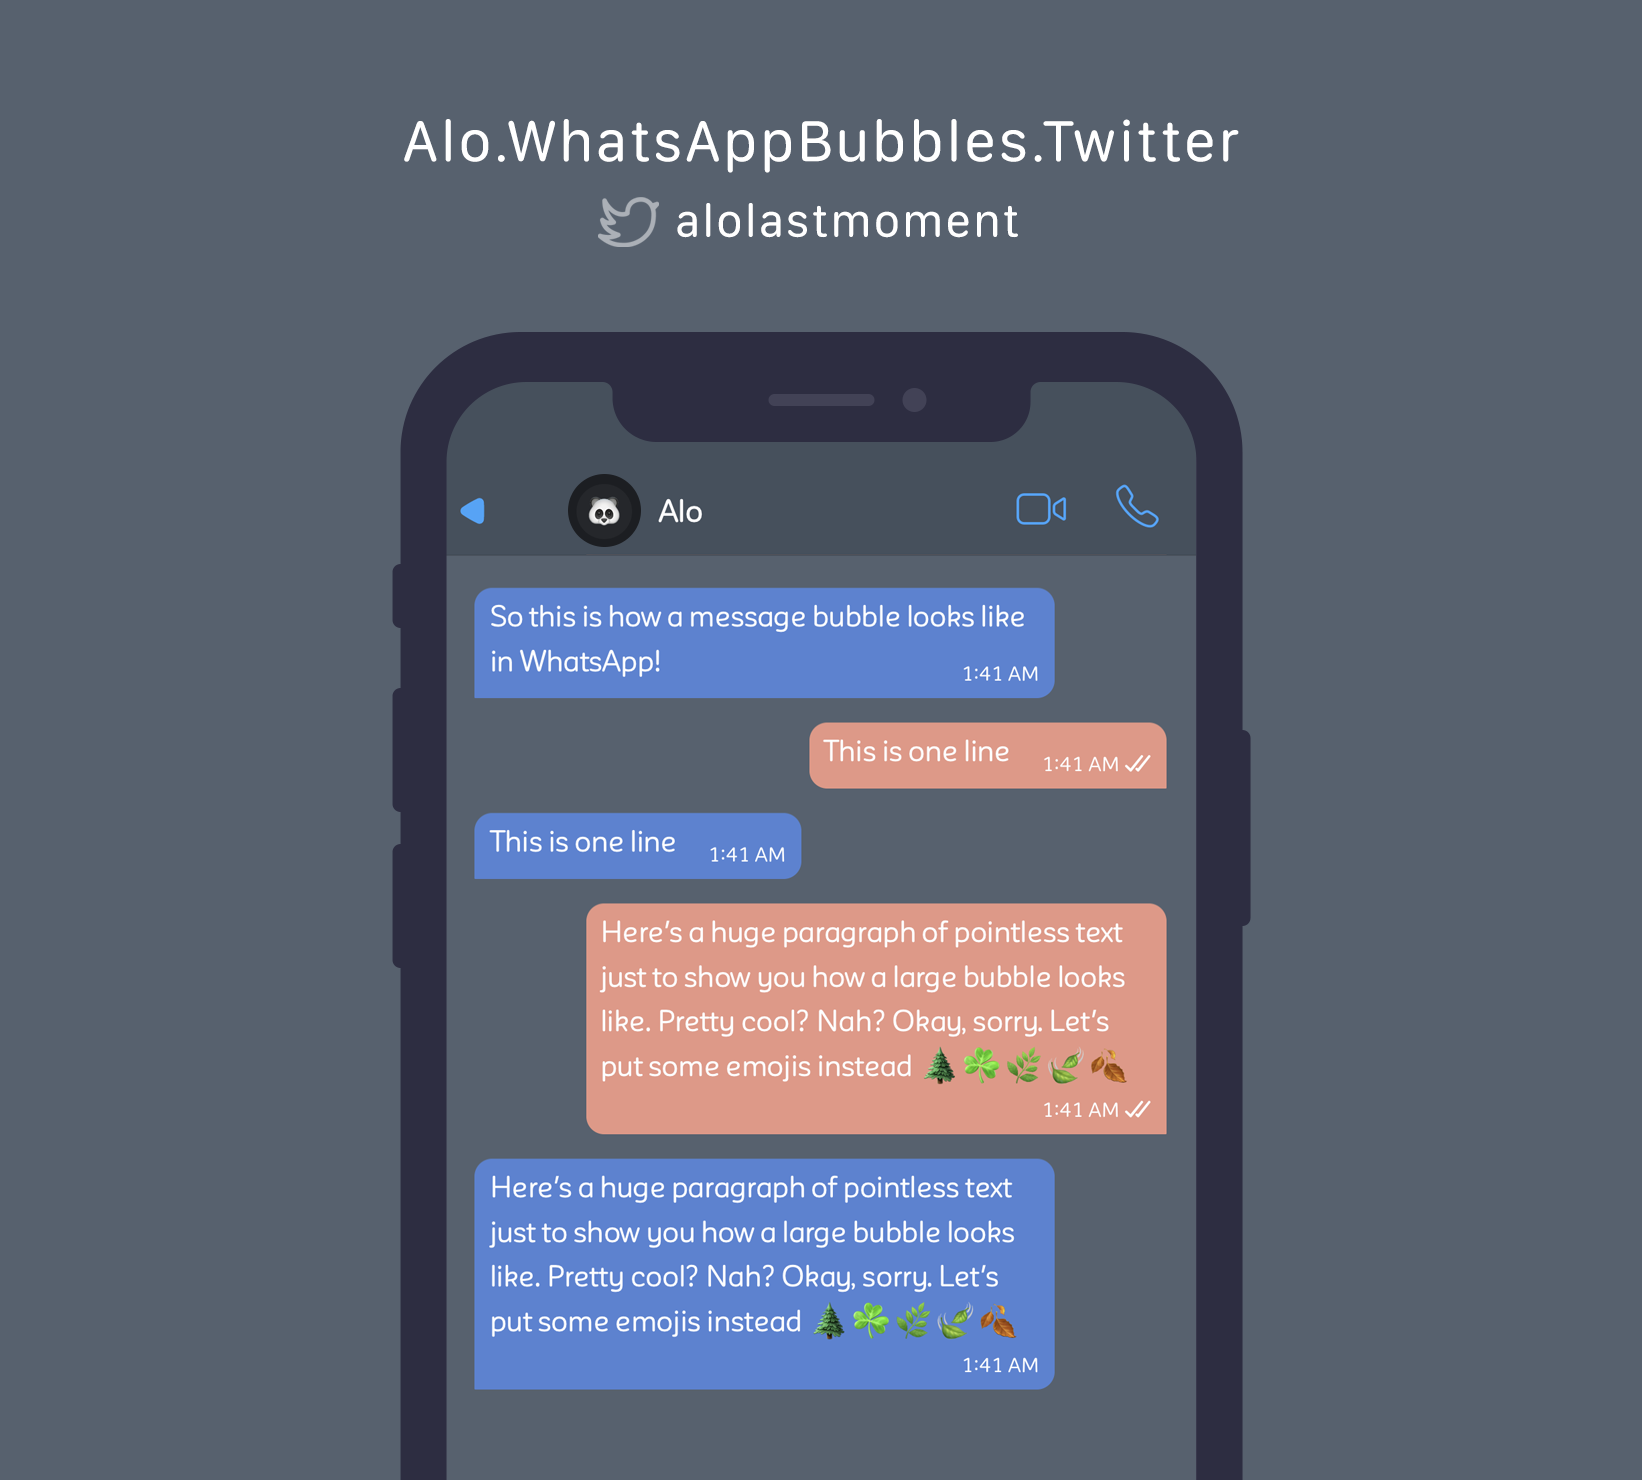 Alo.WhatsAppBubbles.Twitter
alolastmoment
Alo
So this is how a message bubble looks like
in WhatsApp!
1:41 AM
This is one line
1:41 AM
This is one line
1:41 AM
Here's a huge paragraph of pointless text
just to show you how a large bubble looks
like. Pretty cool? Nah? Okay, sorry. Let's
put some emojis instead 🌲☘️🌿🍃🍂
1:41 AM
Here's a huge paragraph of pointless text
just to show you how a large bubble looks
like. Pretty cool? Nah? Okay, sorry. Let's
put some emojis instead 🌲☘️🌿🍃🍂
1:41 AM